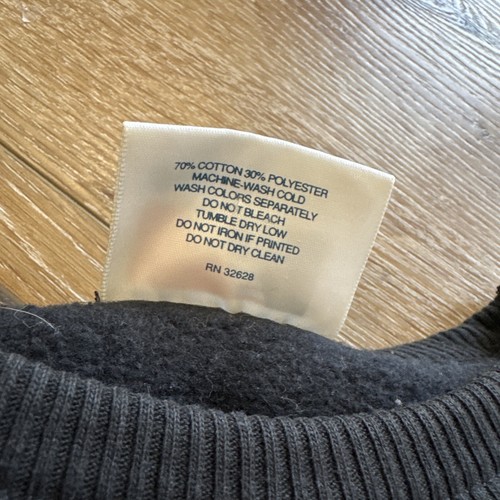 70% COTTON 30% POLYESTER
MACHINE-WASH COLD
WASH COLORS SEPARATELY
DO NOT BLEACH
TUMBLE DRY LOW
DO NOT IRON IF PRINTED
DO NOT DRY CLEAN
RN 32628